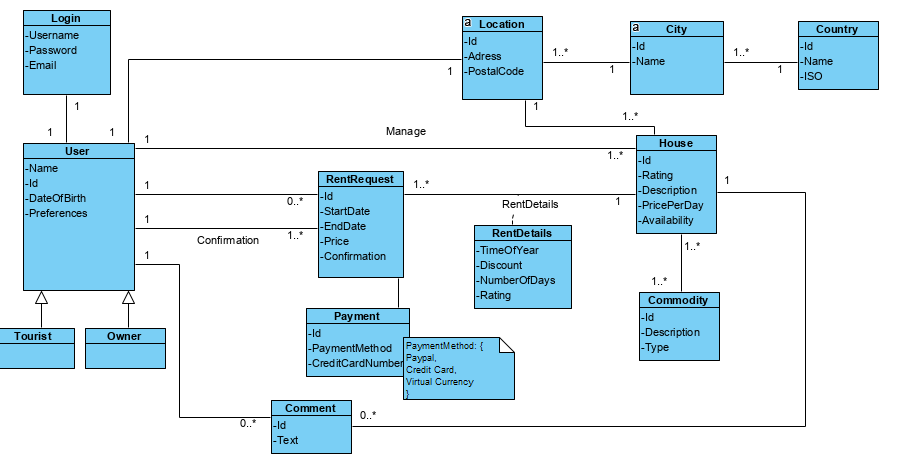 Login
-Username
-Password
-Email
a
Location
-Id
-Adress
-PostalCode
1..*
1
a
City
-Id
-Name
1..*
1
Country
-Id
-Name
-ISO
1
1
1
1
1
1..*
User
-Name
-Id
-DateOfBirth
-Preferences
1
Manage
1..*
House
-Id
-Rating
-Description
-PricePerDay
-Availability
1
1
0..*
RentRequest
-Id
-StartDate
-EndDate
-Price
-Confirmation
1..*
1
RentDetails
1
Confirmation
1..*
RentDetails
-TimeOfYear
-Discount
-NumberOfDays
-Rating
1
1..*
1..*
Commodity
-Id
-Description
-Type
Tourist
Owner
Payment
-Id
-PaymentMethod
-CreditCardNumber
PaymentMethod: {
Paypal,
Credit Card,
Virtual Currency
}
0..*
Comment
-Id
-Text
0..*